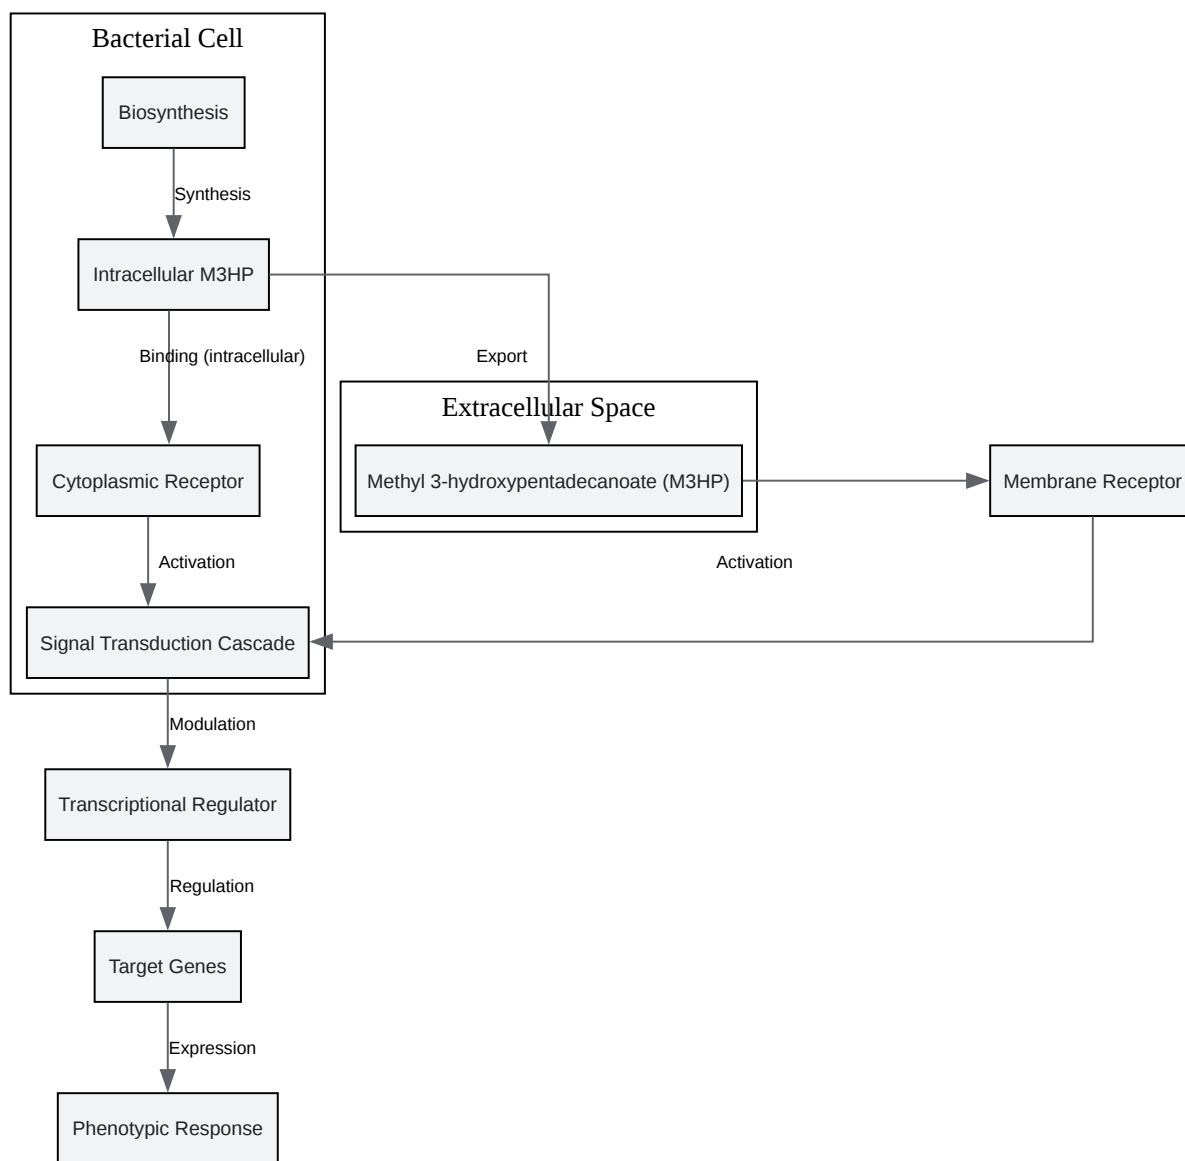 Bacterial Cell
Biosynthesis
Synthesis
Intracellular M3HP
Binding (intracellular)
Export
Extracellular Space
Cytoplasmic Receptor
Methyl 3-hydroxypentadecanoate (M3HP)
Membrane Receptor
Activation
Activation
Signal Transduction Cascade
Modulation
Transcriptional Regulator
Regulation
Target Genes
Expression
Phenotypic Response